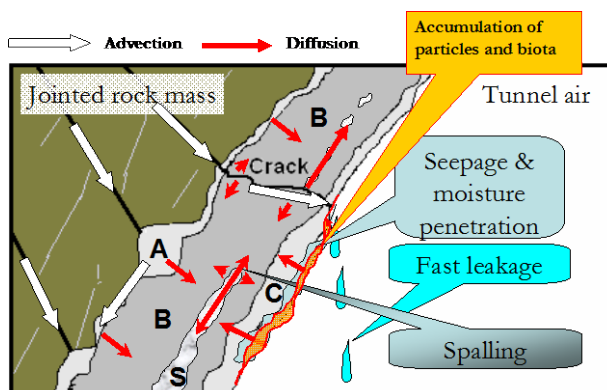 Advection
Diffusion
Accumulation of
particles and biota
Jointed rock mass
Tunnel air
B
Crack
Seepage &
moisture
penetration
A
Fast leakage
C
B
Spalling
S